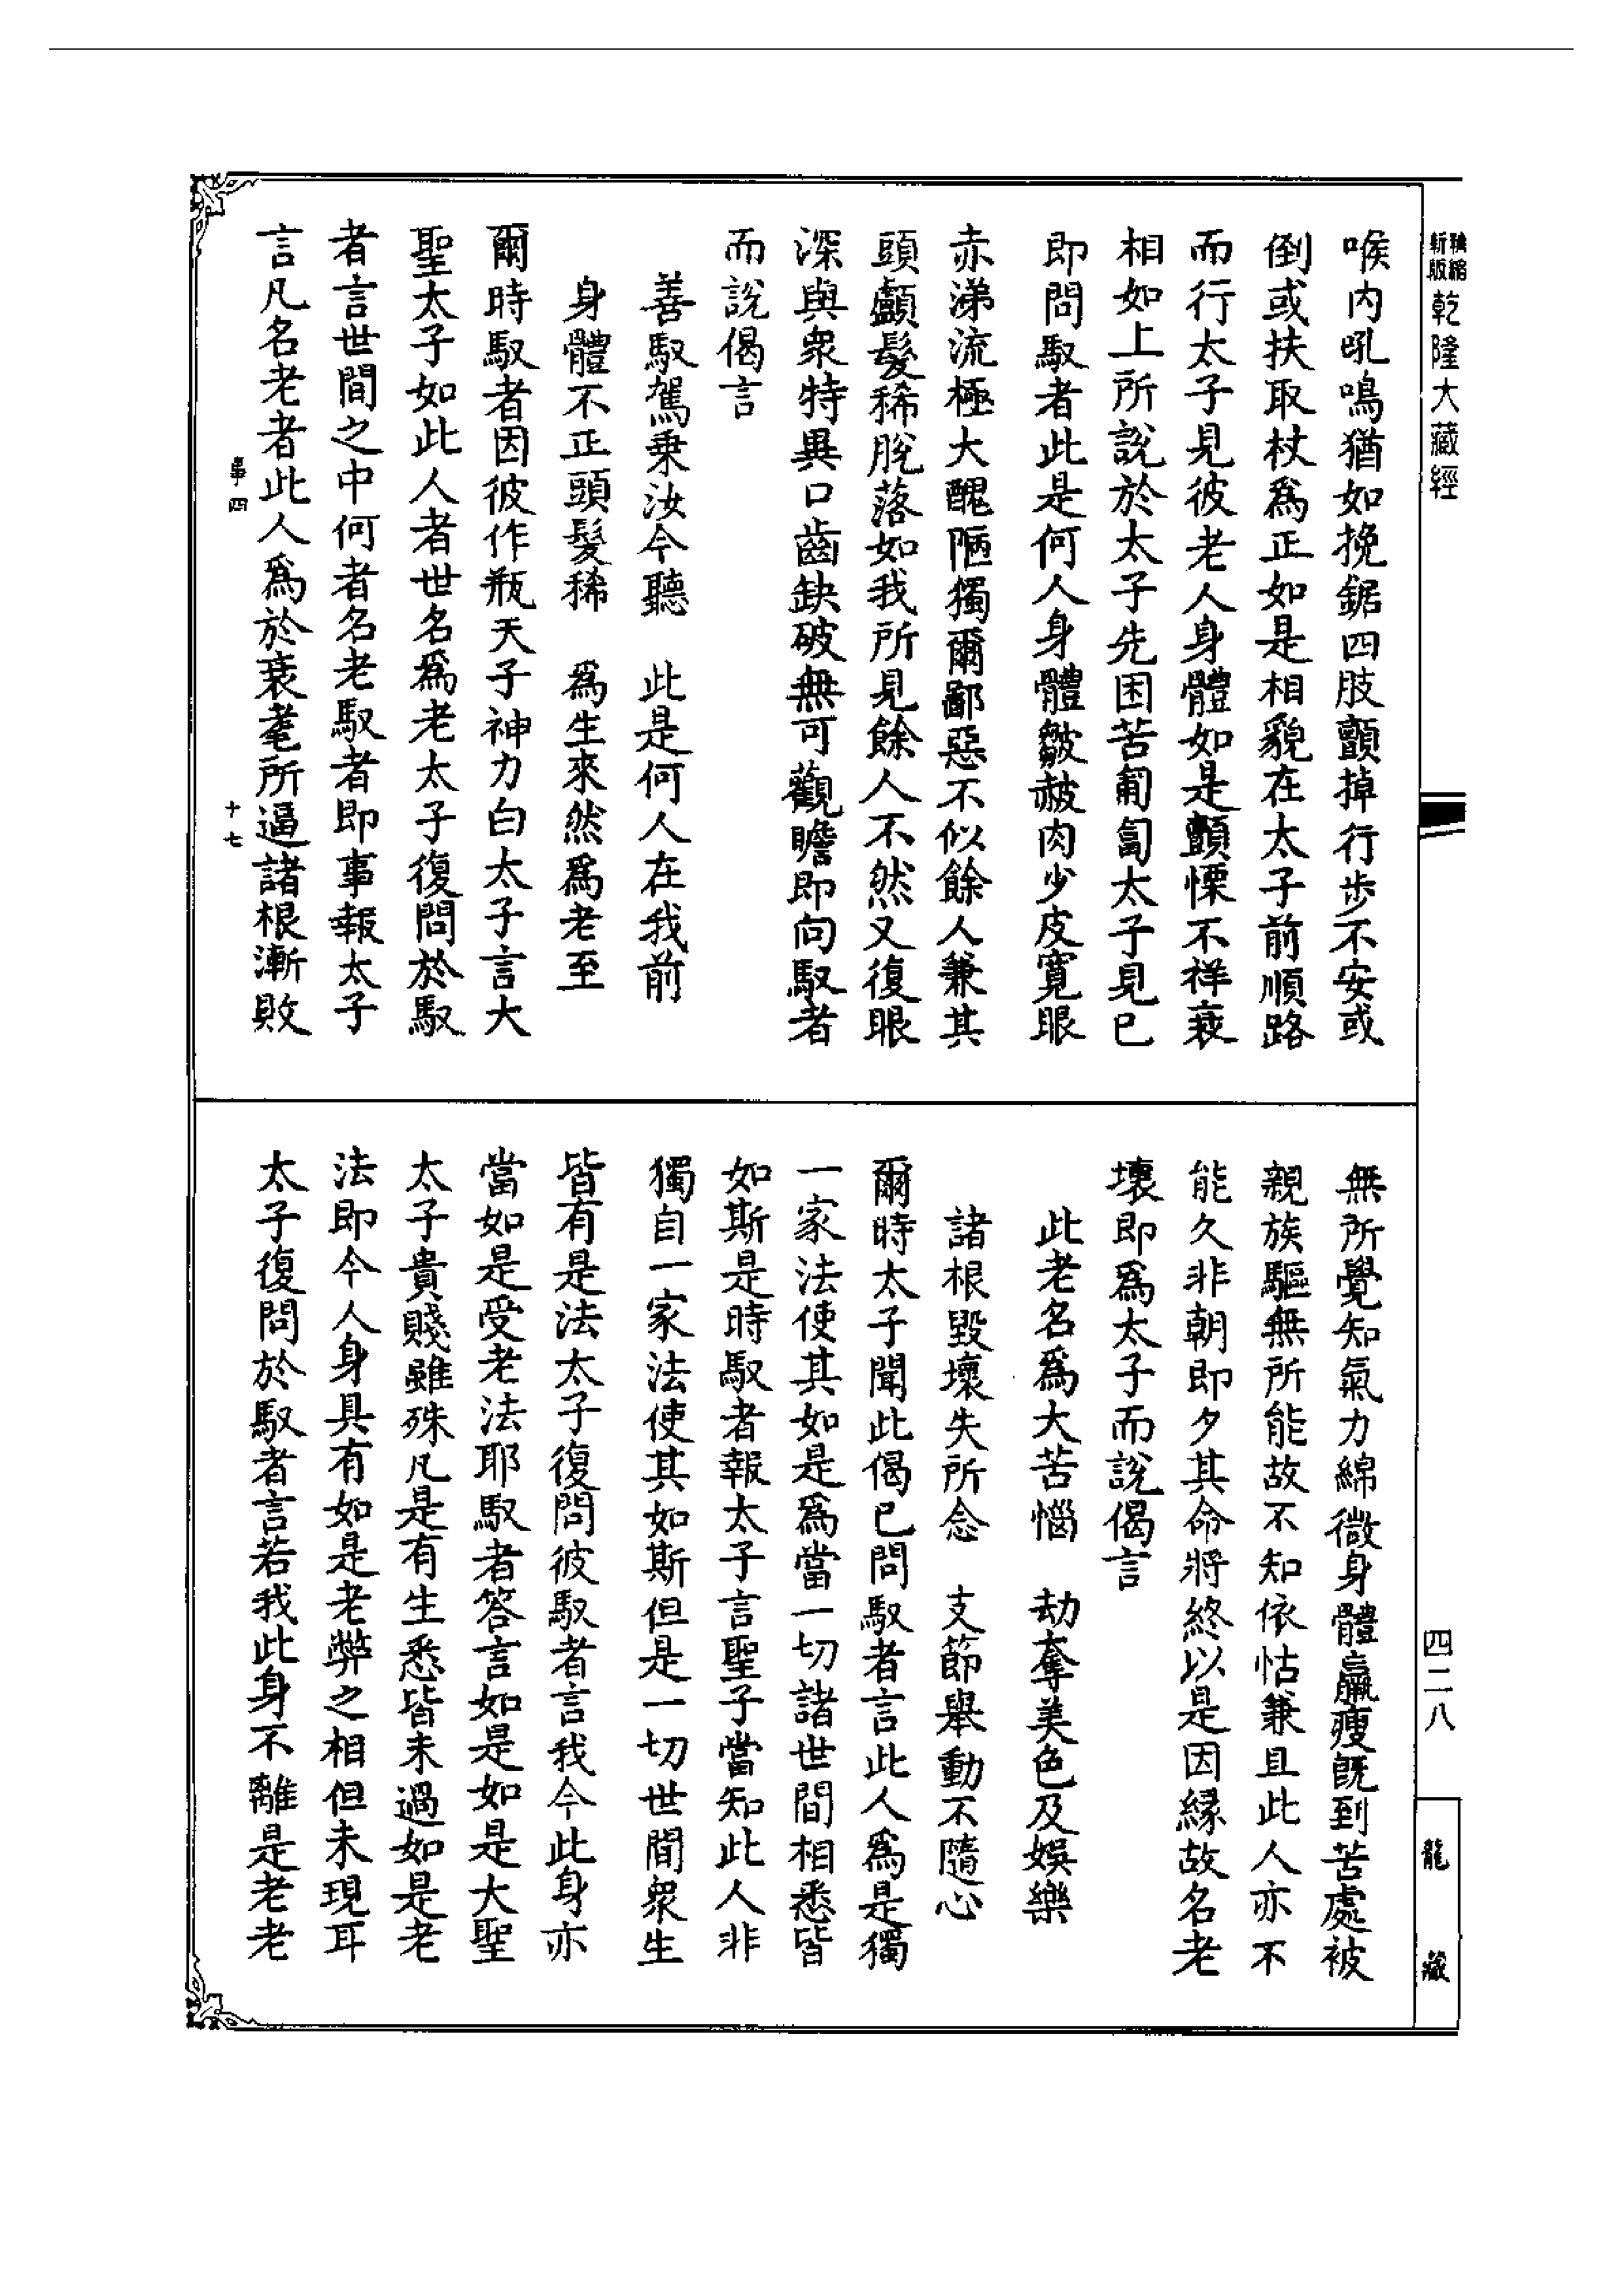 新版精縮
乾隆大藏經
喉內吼鳴猶如挽鋸四肢顫掉行步不安或
倒或扶取杖爲正如是相貌在太子前順路
而行太子見彼老人身體如是顫慄不祥衰
相如上所說於太子先困苦匍匐太子見已
即問馭者此是何人身體皺㿺肉少皮寬眼
赤涕流極大醜陋獨爾鄙惡不似餘人兼其
頭顱髮稀脫落如我所見餘人不然又復眼
深與衆特異口齒缺破無可觀瞻即向馭者
而說偈言
善馭駕乗汝今聽　此是何人在我前
身體不正頭髮稀　爲生來然爲老至
爾時馭者因彼作瓶天子神力白太子言大
聖太子如此人者世名爲老太子復問於馭
者言世間之中何者名老馭者即事報太子
言凡名老者此人爲於衰耄所逼諸根漸敗
事四
十七
無所覺知氣力綿微身體羸瘦既到苦處被
親族驅無所能故不知依怙兼且此人亦不
能久非朝即夕其命將終以是因緣故名老
壞即爲太子而說偈言
此老名爲大苦惱　劫奪美色及娛樂
諸根毀壞失所念　支節舉動不隨心
爾時太子聞此偈已問馭者言此人爲是獨
一家法使其如是爲當一切諸世間相悉皆
如斯是時馭者報太子言聖子當知此人非
獨自一家法使其如斯但是一切世間衆生
皆有是法太子復問彼馭者言我今此身亦
當如是受老法耶馭者答言如是如是大聖
太子貴賤雖殊凡是有生悉皆未過如是老
法即今人身具有如是老弊之相但未現耳
太子復問於馭者言若我此身不離是老老
四二八
龍藏